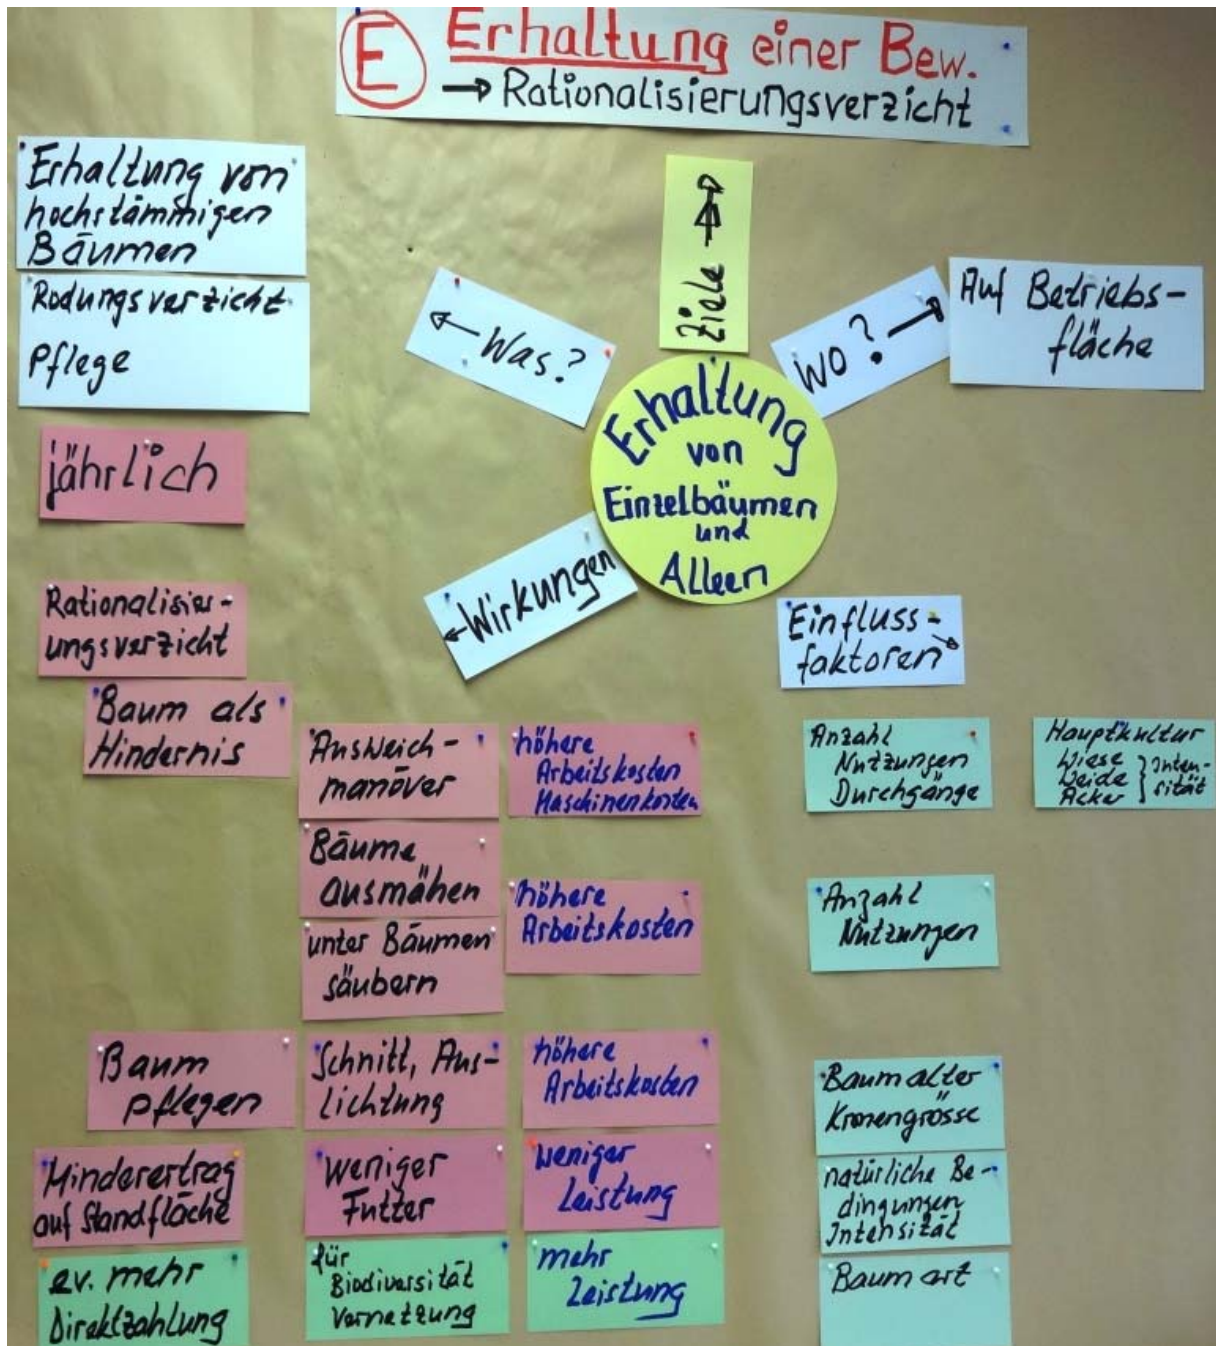 E Erhaltung einer Bew.
→ Rationalisierungsverzicht
Erhaltung von
hochstämmigen
Bäumen
Rodungsverzicht
Pflege
jährlich
Ziele
Was?
Wo?
Auf Betriebs-
fläche
Erhaltung
von
Einzelbäumen
und
Alleen
Wirkungen
Einfluss-
faktoren
Rationalisier-
ungsverzicht
Baum als
Hindernis
Ausweich-
manöver
höhere
Arbeitskosten
Maschinenkosten
Anzahl
Nutzungen
Durchgänge
Hauptkultur
Wiese
Weide } Inten-
Acker } sität
Bäume
ausmähen
unter Bäumen
säubern
höhere
Arbeitskosten
Anzahl
Nutzungen
Baum
pflegen
Schnitt, Aus-
lichtung
höhere
Arbeitskosten
Baumalter
Kronengrösse
Minderertrag
auf Standfläche
weniger
Futter
weniger
Leistung
natürliche Be-
dingungen
Intensität
ev. mehr
Direktzahlung
für
Biodiversität
Vernetzung
mehr
Leistung
Baumart